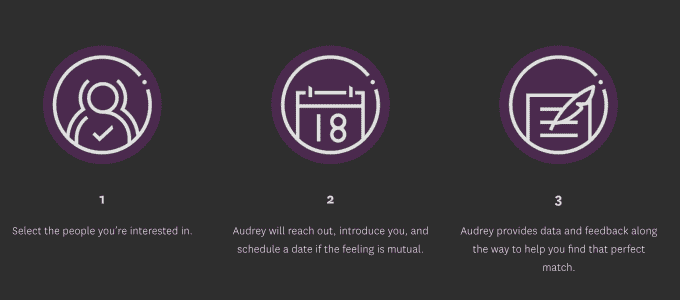 18
1
2
3
Select the people you're interested in.
Audrey will reach out, introduce you, and
schedule a date if the feeling is mutual.
Audrey provides data and feedback along
the way to help you find that perfect
match.